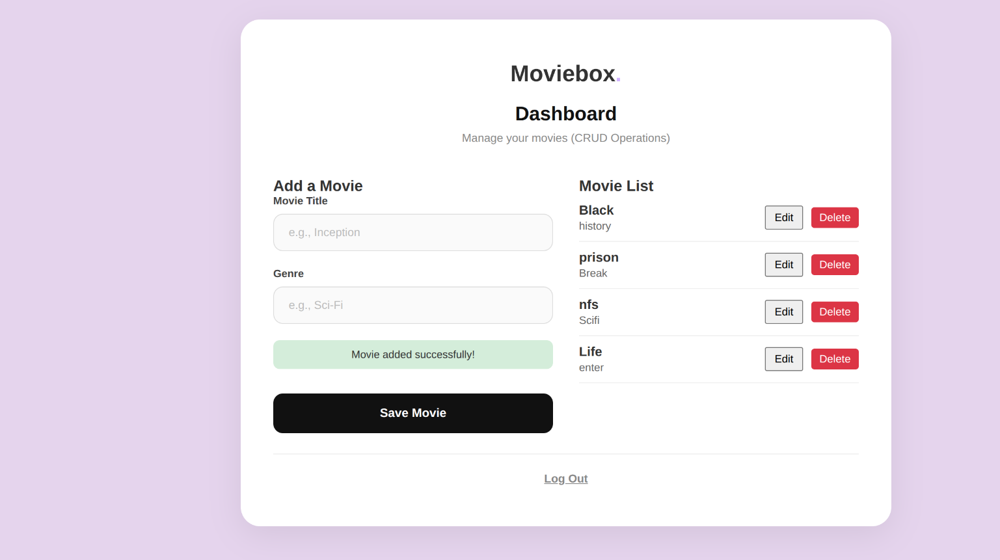 Moviebox.
Dashboard
Manage your movies (CRUD Operations)
Add a Movie
Movie Title
e.g., Inception
Genre
e.g., Sci-Fi
Movie added successfully!
Save Movie
Movie List
Black
history
Edit
Delete
prison
Break
Edit
Delete
nfs
Scifi
Edit
Delete
Life
enter
Edit
Delete
Log Out